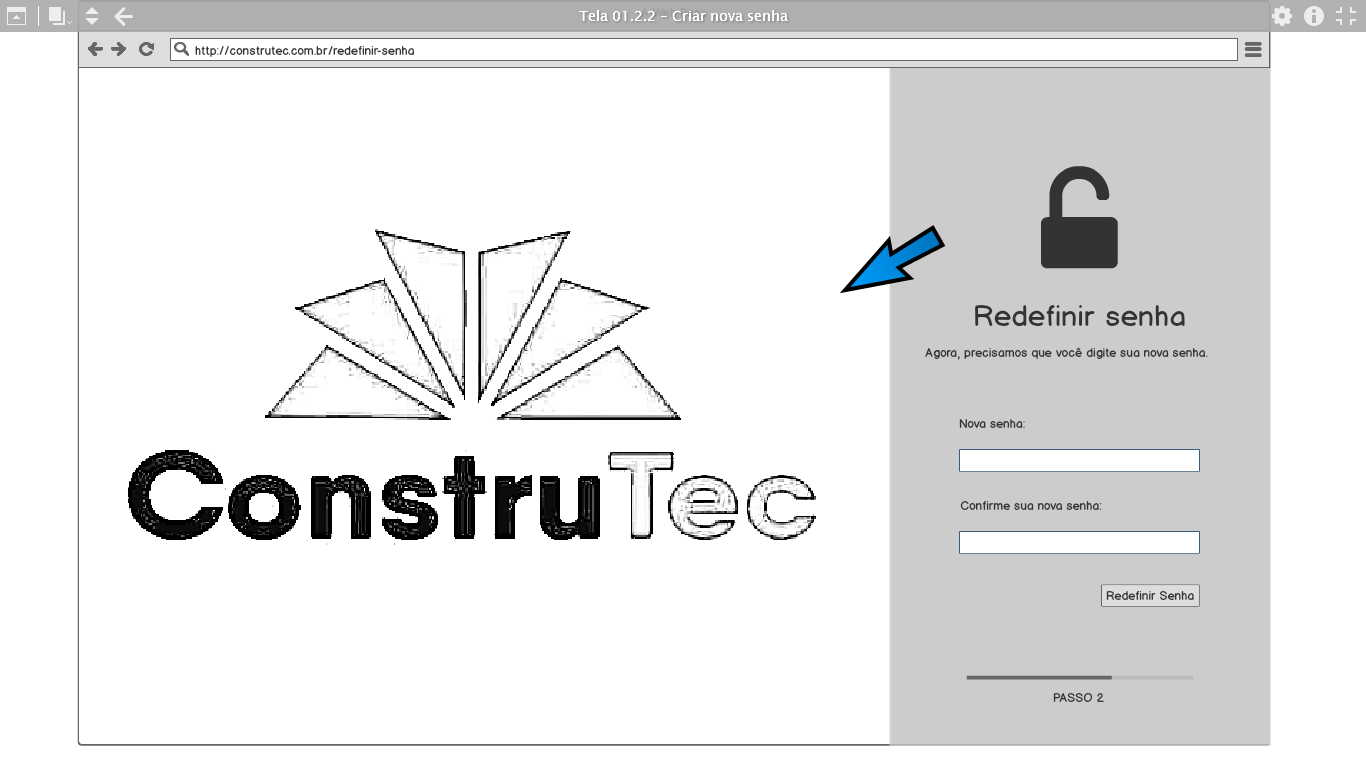 Tela 01.2.2 - Criar nova senha
http://construtec.com.br/redefinir-senha
ConstruTec
Redefinir senha
Agora, precisamos que você digite sua nova senha.
Nova senha:
Confirme sua nova senha:
Redefinir Senha
PASSO 2